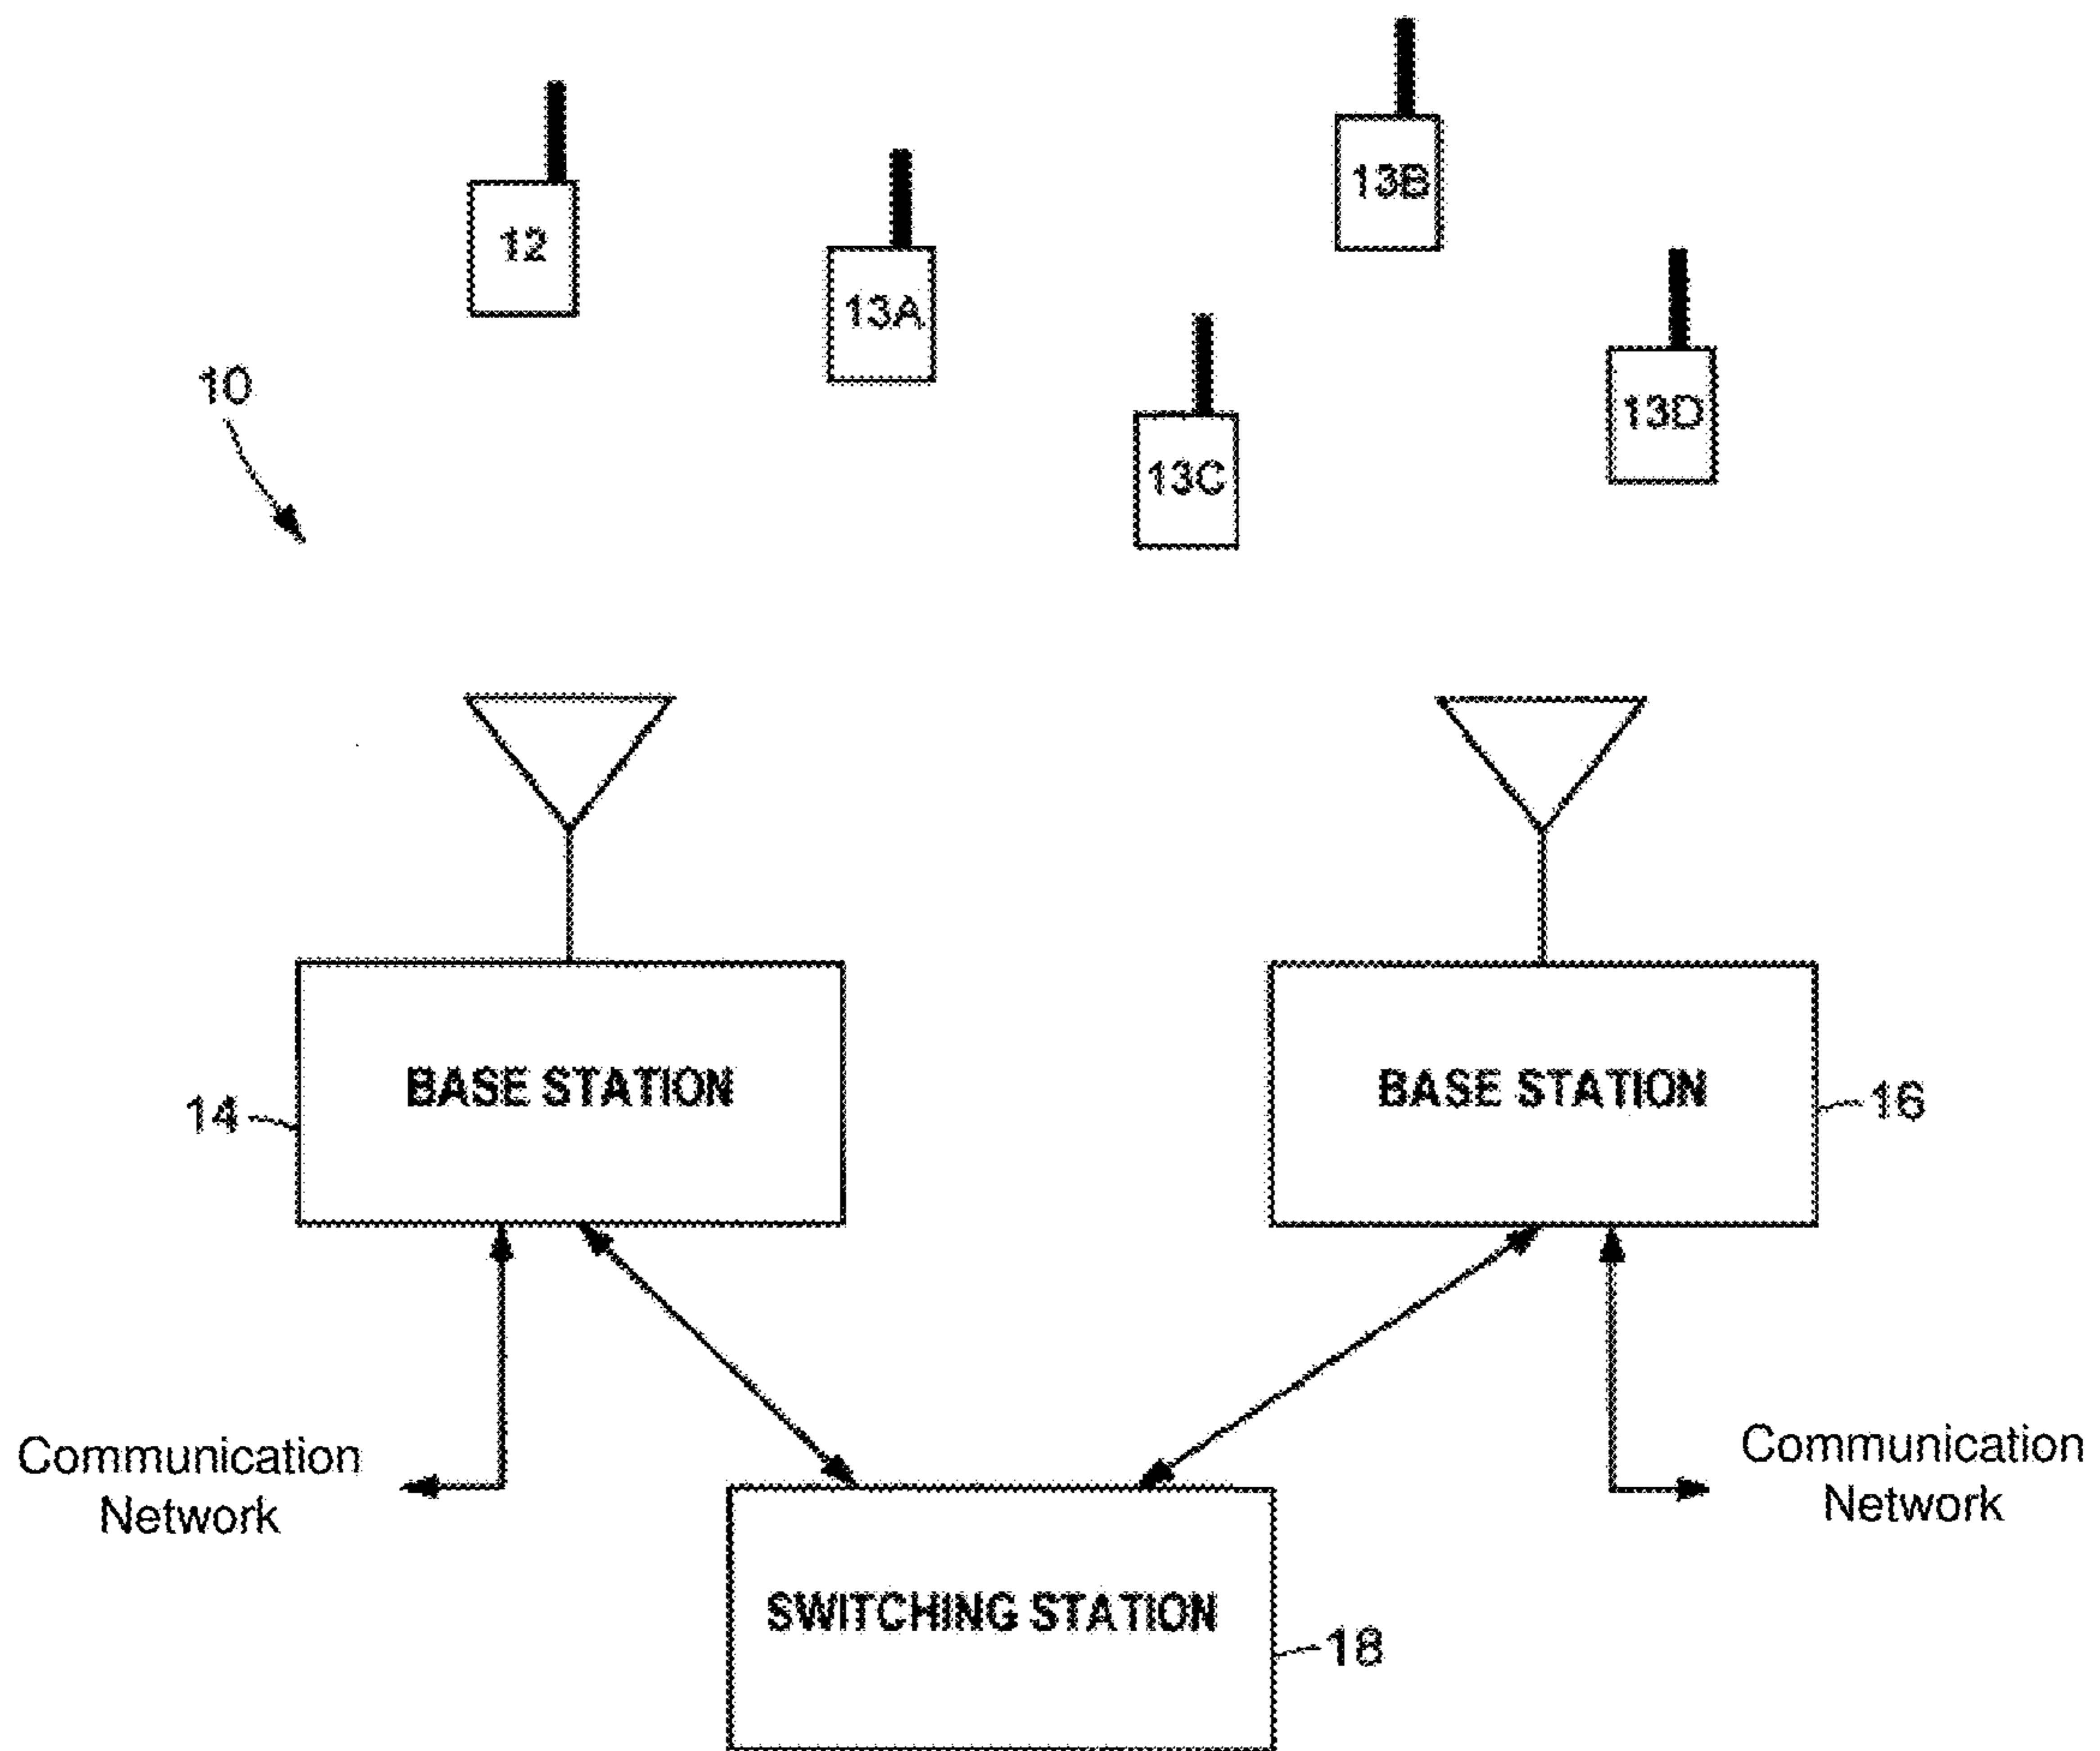 13B
12
13A
10
13D
13C
BASE STATION
BASE STATION
14
16
Communication
Network
Communication
Network
SWITCHING STATION
18